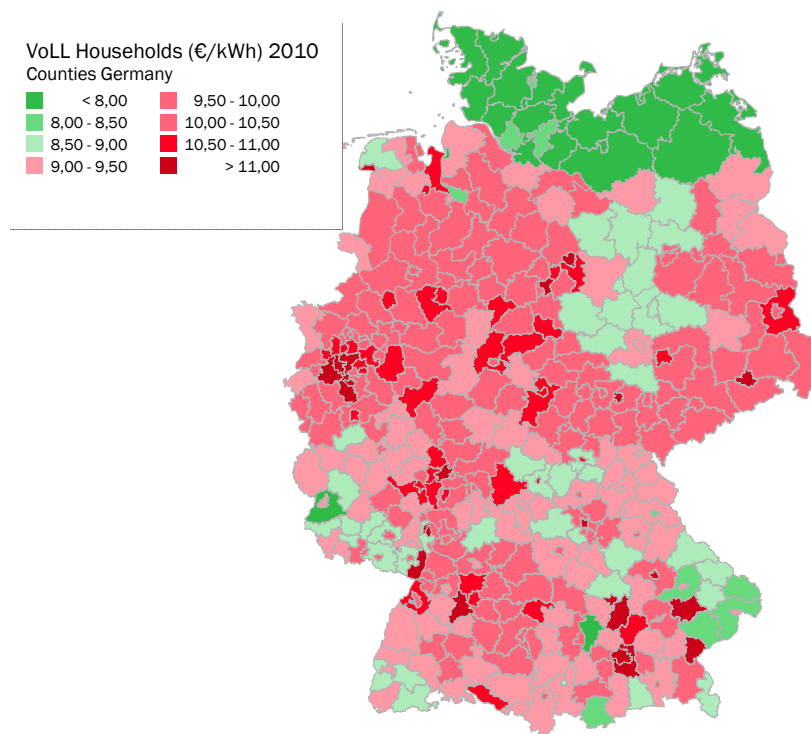 VoLL Households (€/kWh) 2010
Counties Germany
< 8,00
9,50 - 10,00
8,00 - 8,50
10,00 - 10,50
8,50 - 9,00
10,50 - 11,00
9,00 - 9,50
> 11,00